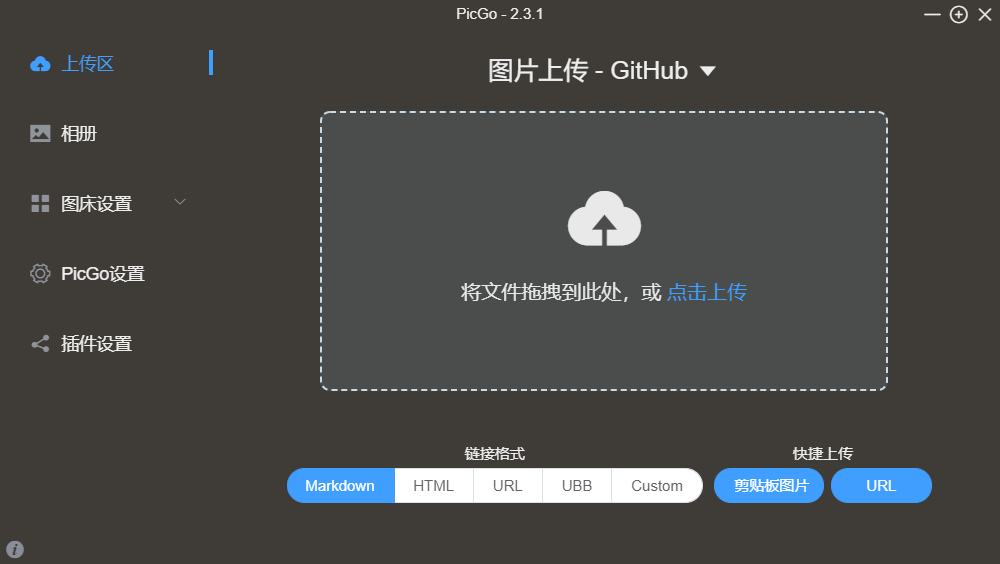 PicGo - 2.3.1
上传区
相册
图床设置
PicGo设置
插件设置
图片上传 - GitHub
将文件拖拽到此处，或 点击上传
链接格式
Markdown HTML URL UBB Custom
快捷上传
剪贴板图片 URL